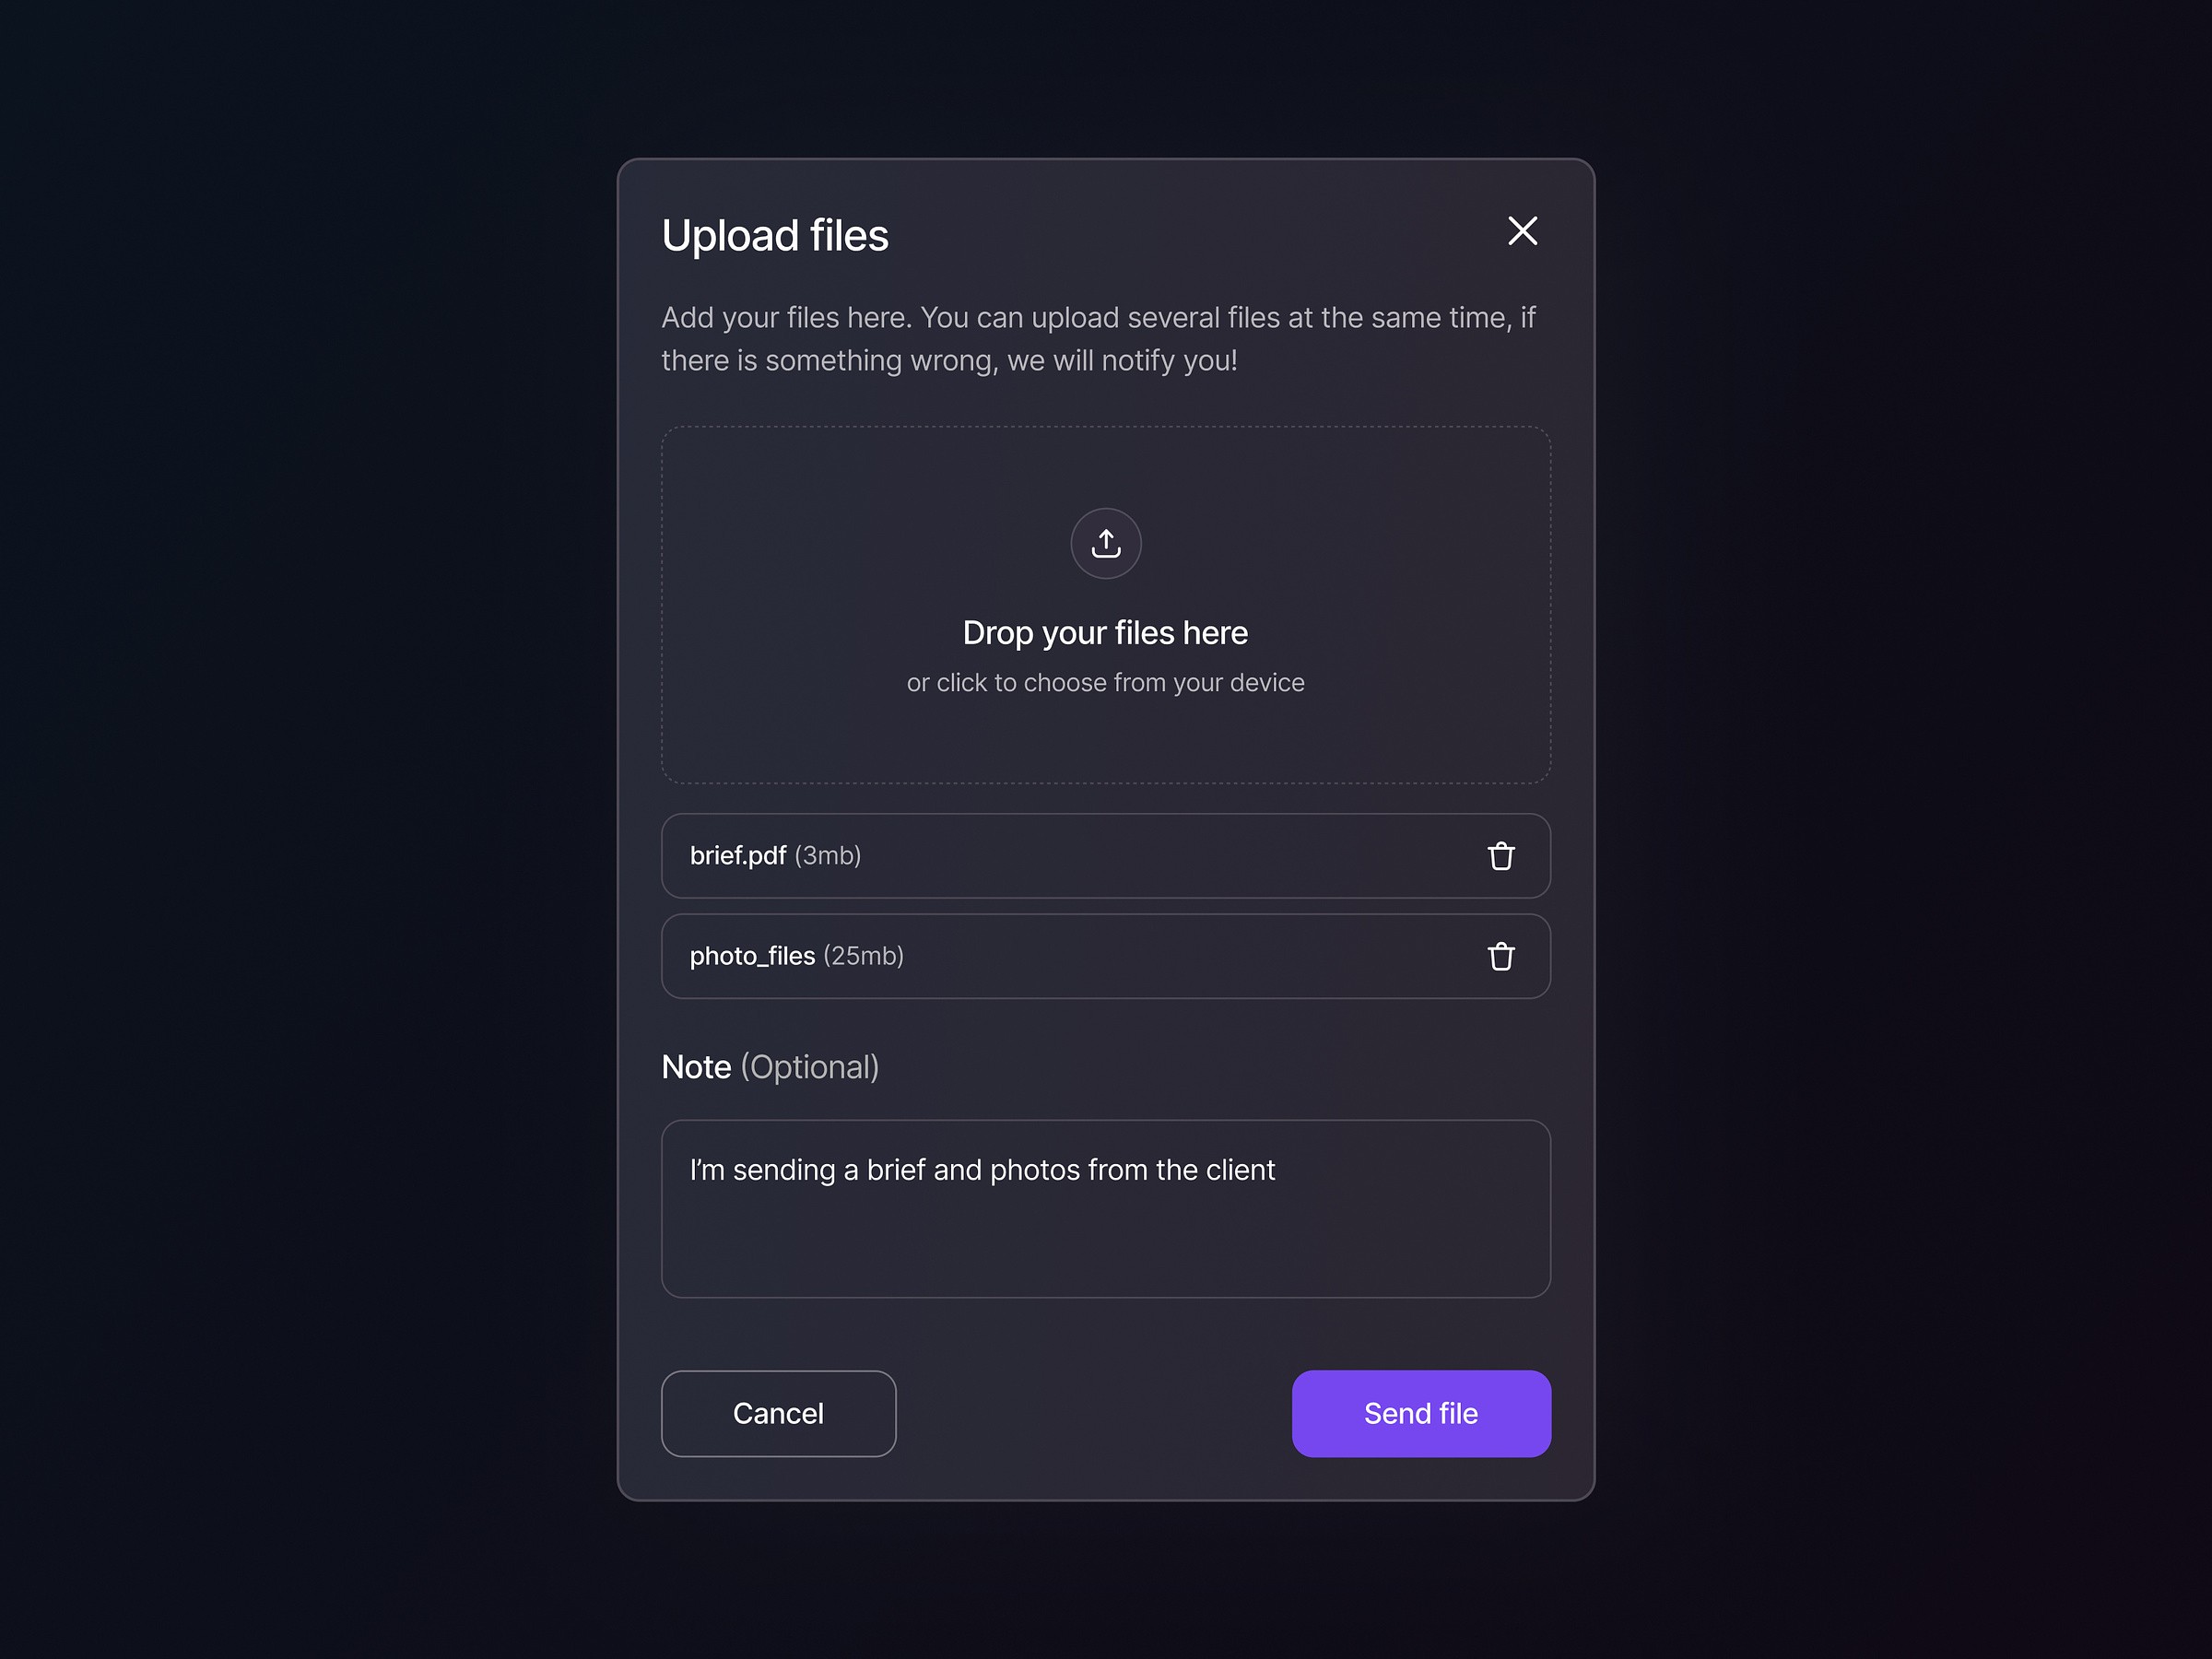 Upload files
Add your files here. You can upload several files at the same time, if
there is something wrong, we will notify you!
Drop your files here
or click to choose from your device
brief.pdf (3mb)
photo_files (25mb)
Note (Optional)
I’m sending a brief and photos from the client
Cancel
Send file